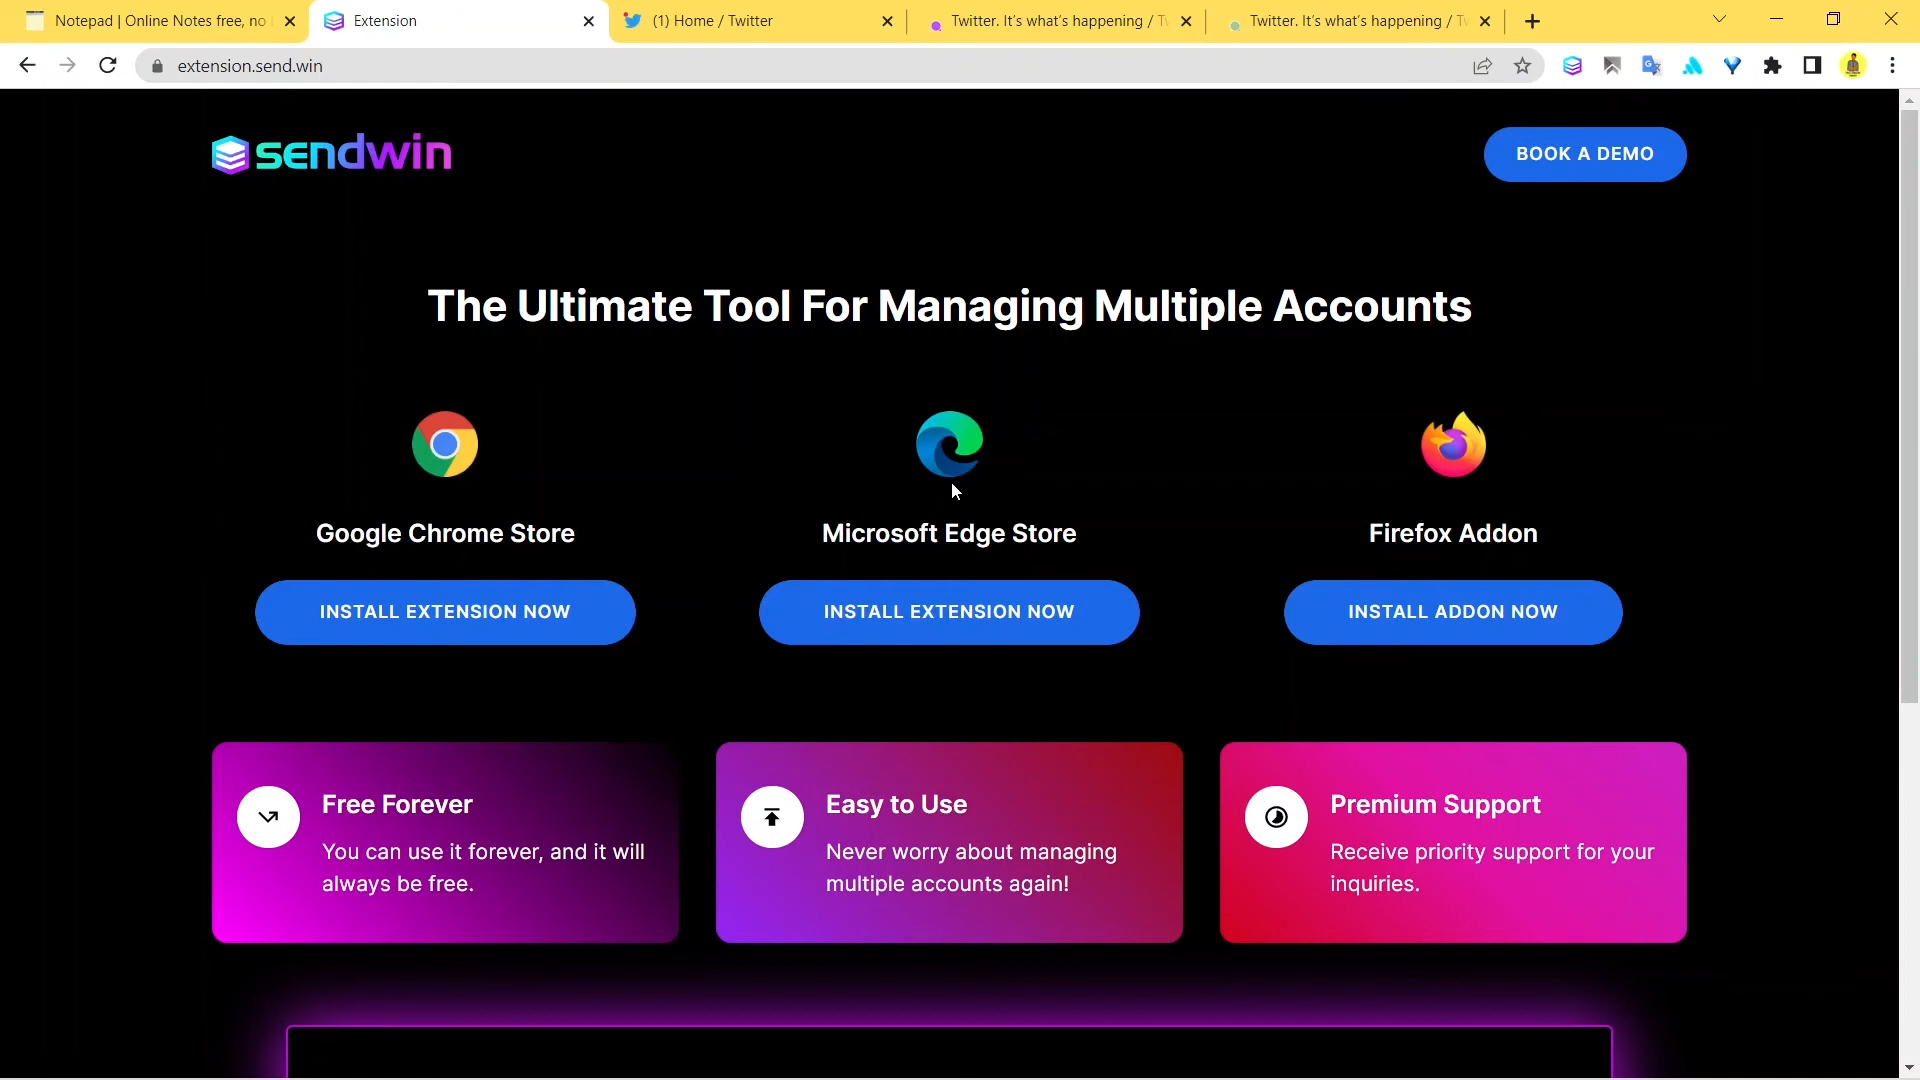 Notepad | Online Notes free, no
Extension
(1) Home / Twitter
Twitter. It's what's happening / Tw
Twitter. It's what's happening / Tw
extension.send.win
sendwin
BOOK A DEMO
The Ultimate Tool For Managing Multiple Accounts
Google Chrome Store
Microsoft Edge Store
Firefox Addon
INSTALL EXTENSION NOW
INSTALL EXTENSION NOW
INSTALL ADDON NOW
Free Forever
You can use it forever, and it will
always be free.
Easy to Use
Never worry about managing
multiple accounts again!
Premium Support
Receive priority support for your
inquiries.